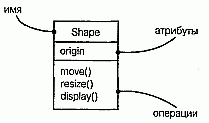 имя
Shape
origin
атрибуты
move()
resize()
display()
операции